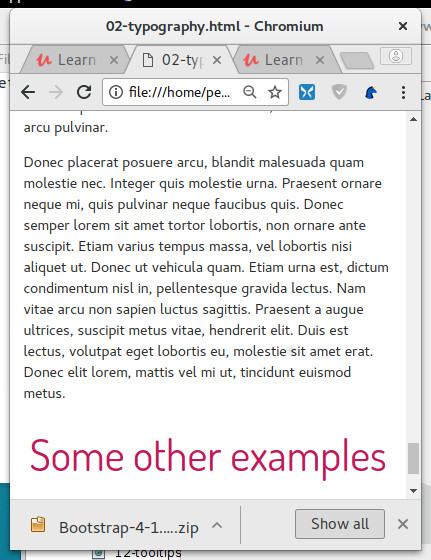 02-typography.html - Chromium
Learn
02-typ
Learn
file:///home/pe...
arcu pulvinar.
Donec placerat posuere arcu, blandit malesuada quam
molestie nec. Integer quis molestie urna. Praesent ornare
neque mi, quis pulvinar neque faucibus quis. Donec
semper lorem sit amet tortor lobortis, non ornare ante
suscipit. Etiam varius tempus massa, vel lobortis nisi
aliquet ut. Donec ut vehicula quam. Etiam urna est, dictum
condimentum nisl in, pellentesque gravida lectus. Nam
vitae arcu non sapien luctus sagittis. Praesent a augue
ultrices, suscipit metus vitae, hendrerit elit. Duis est
lectus, volutpat eget lobortis eu, molestie sit amet erat.
Donec elit lorem, mattis vel mi ut, tincidunt euismod
metus.
Some other examples
Bootstrap-4-1.....zip
Show all
12-tooltips